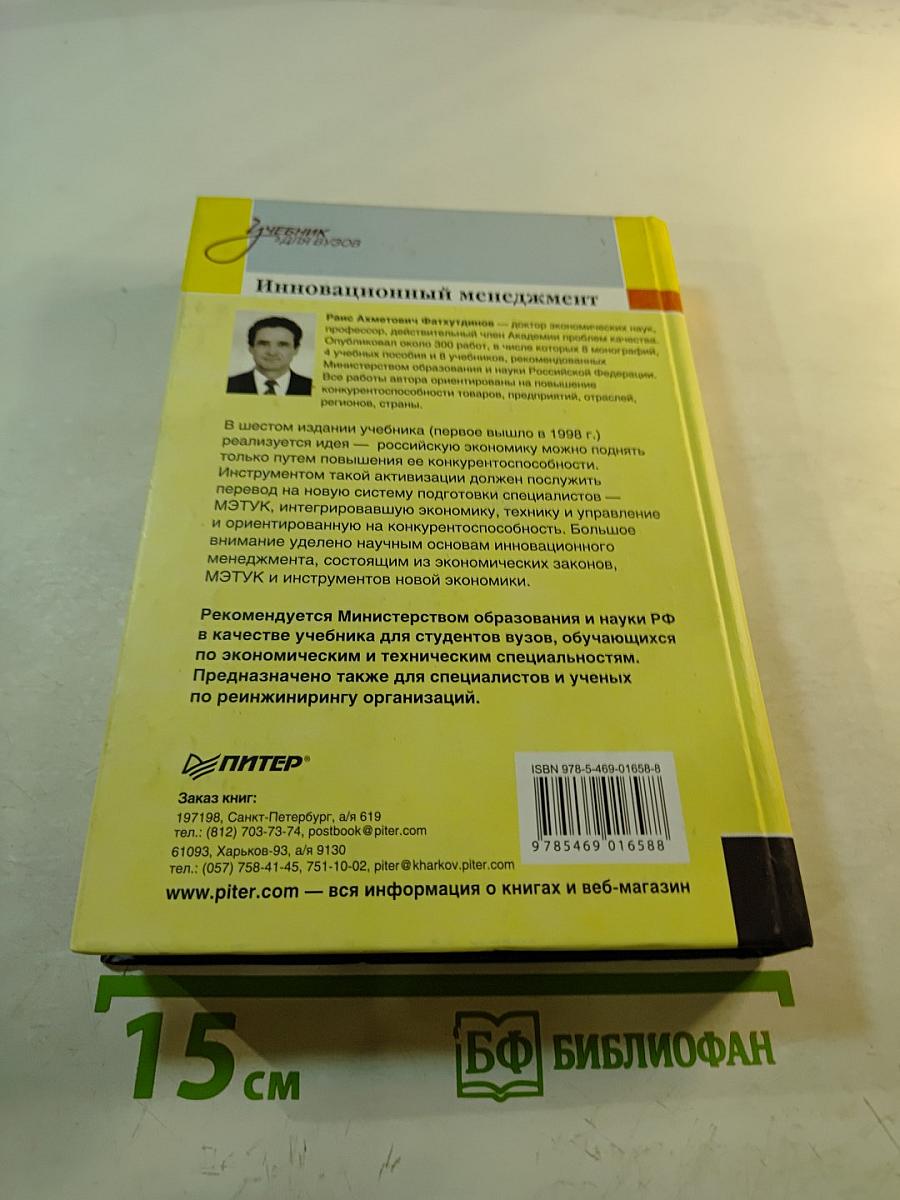 УЧЕБНИК
ДЛЯ ВУЗОВ
Инновационный менеджмент
Раис Ахметович Фатхутдинов — доктор экономических наук,
профессор, действительный член Академии проблем качества.
Опубликовал около 300 работ, в числе которых 8 монографий,
4 учебных пособия и 8 учебников, рекомендованных
Министерством образования и науки Российской Федерации.
Все работы автора ориентированы на повышение
конкурентоспособности товаров, предприятий, отраслей,
регионов, страны.
В шестом издании учебника (первое вышло в 1998 г.)
реализуется идея — российскую экономику можно поднять
только путем повышения ее конкурентоспособности.
Инструментом такой активизации должен послужить
перевод на новую систему подготовки специалистов —
МЭТУК, интегрировавшую экономику, технику и управление
и ориентированную на конкурентоспособность. Большое
внимание уделено научным основам инновационного
менеджмента, состоящим из экономических законов,
МЭТУК и инструментов новой экономики.
Рекомендуется Министерством образования и науки РФ
в качестве учебника для студентов вузов, обучающихся
по экономическим и техническим специальностям.
Предназначено также для специалистов и ученых
по реинжинирингу организаций.
ПИТЕР®
Заказ книг:
197198, Санкт-Петербург, а/я 619
тел.: (812) 703-73-74, postbook@piter.com
61093, Харьков-93, а/я 9130
тел.: (057) 758-41-45, 751-10-02, piter@kharkov.piter.com
www.piter.com — вся информация о книгах и веб-магазин
ISBN 978-5-469-01658-8
9 785469 016588
15 см
БФ БИБЛИОФАН